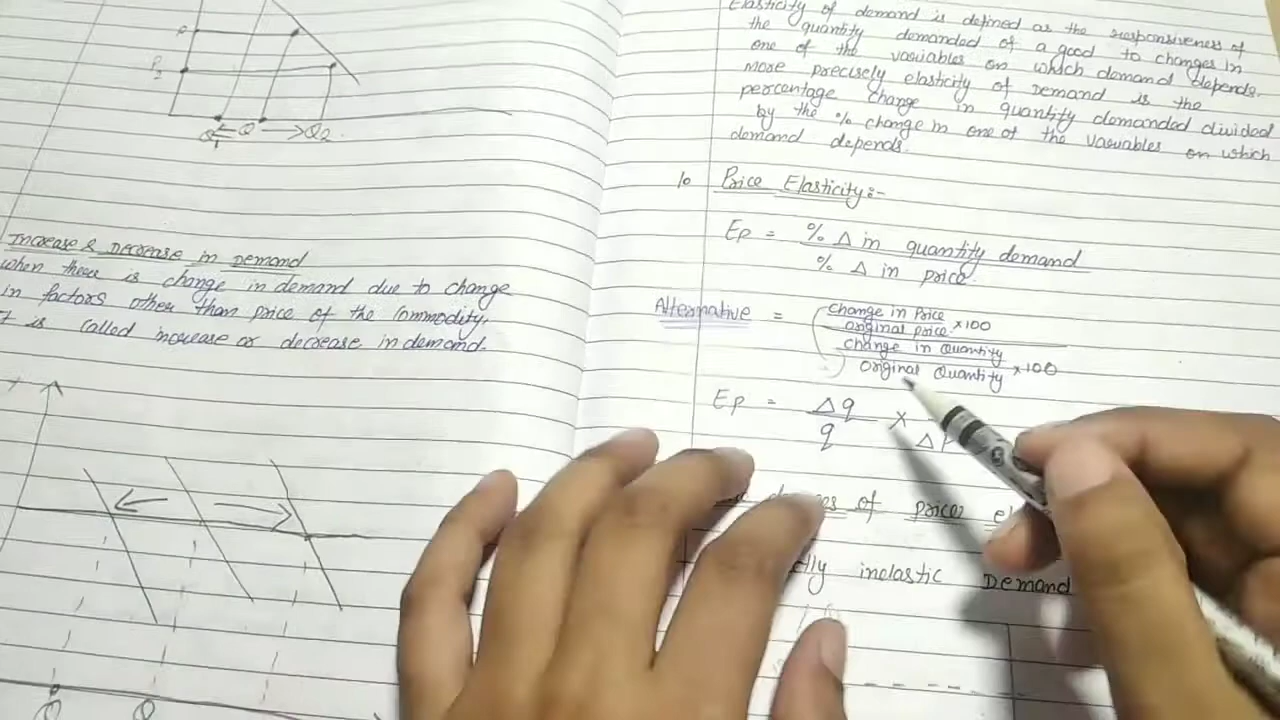 P
P2
Q1 Q Q2
Increase & Decrease in Demand
when there is change in demand due to change
in factors other than price of the commodity,
it is called increase or decrease in demand.
Elasticity of demand is defined as the responsiveness of
the quantity demanded of a good to changes in
one of the variables on which demand depends.
more precisely elasticity of Demand is the
percentage change in quantity demanded divided
by the % change in one of the variables on which
demand depends.
1. Price Elasticity:-
Ep = % Δ in quantity demand
% Δ in price
Alternative = change in Price
original price ×100
change in Quantity
original Quantity ×100
Ep = Δq ×
q Δp
of price
inelastic Demand